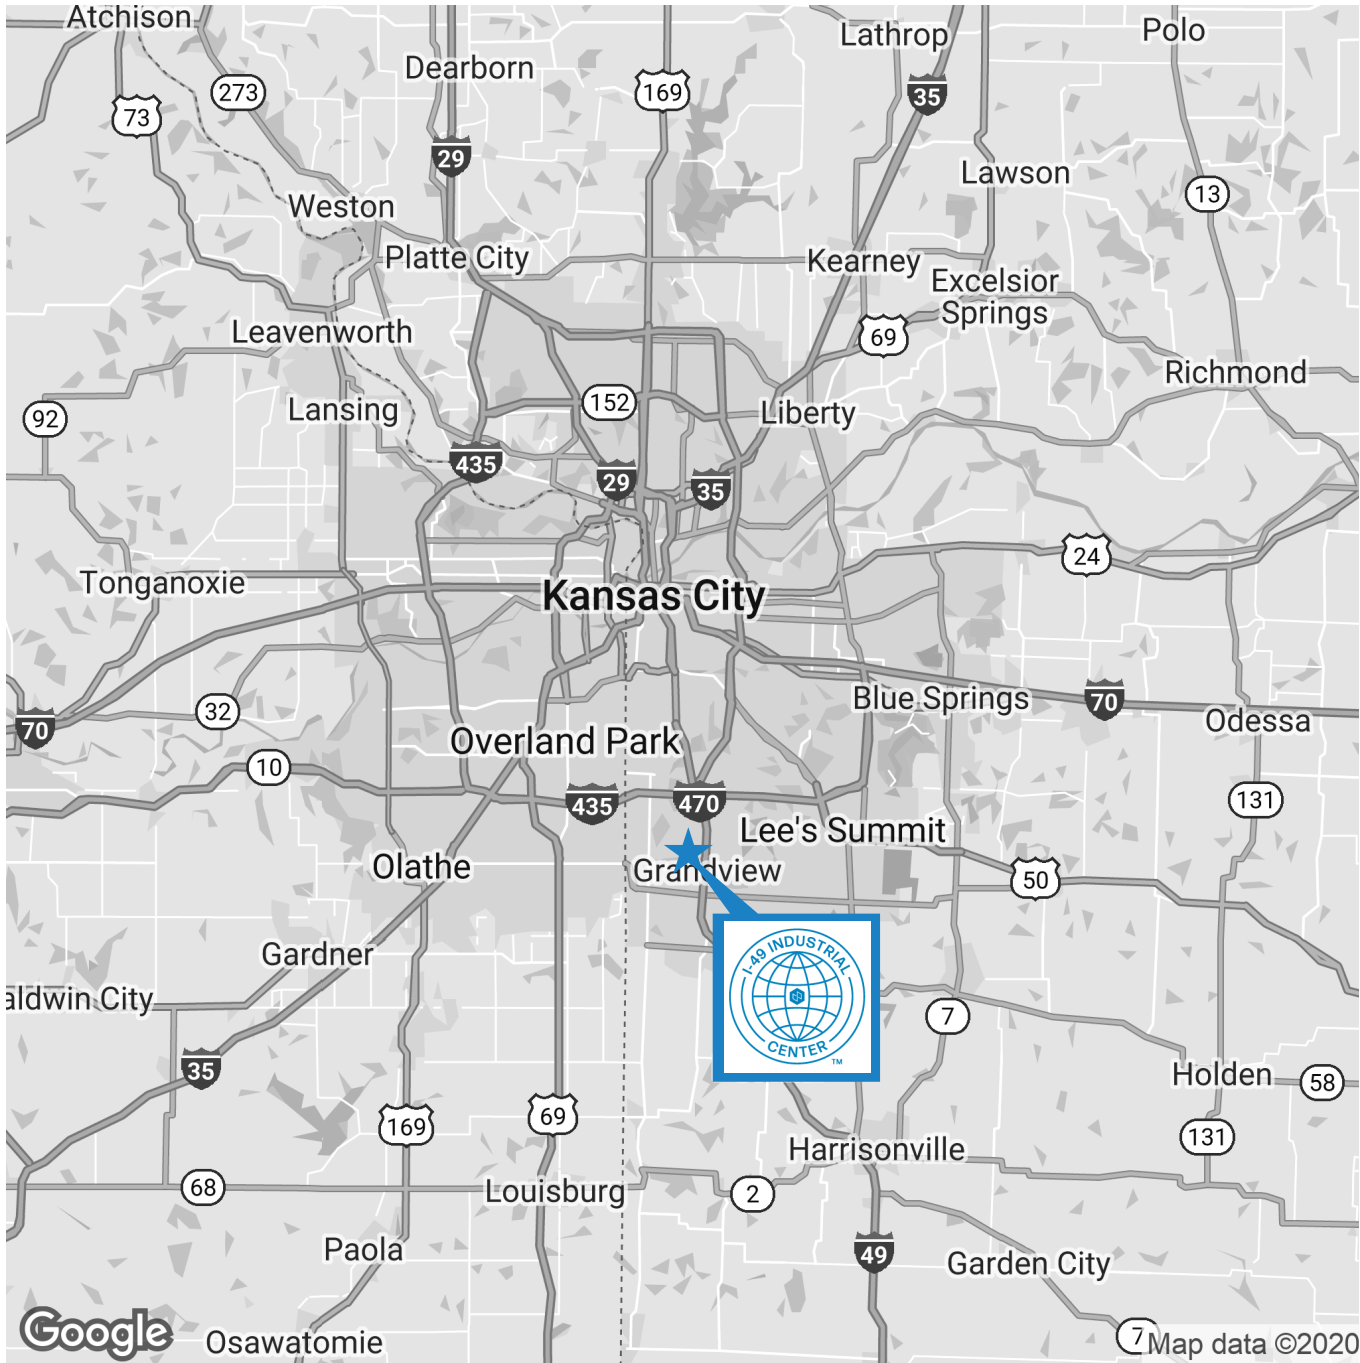 Atchison
Lathrop
Polo
Dearborn
273
169
35
73
29
Lawson
13
Weston
Platte City
Kearney
Excelsior
Springs
Leavenworth
69
Richmond
Lansing
152
Liberty
92
435
29
35
24
Tonganoxie
Kansas City
Blue Springs
70
32
70
Odessa
Overland Park
10
435
470
131
Lee's Summit
Olathe
Grandview
50
Gardner
I-49 INDUSTRIAL
CENTER
TM
aldwin City
7
35
Holden
58
169
69
131
Harrisonville
68
Louisburg
2
Paola
49
Garden City
Google
Osawatomie
7
Map data ©2020